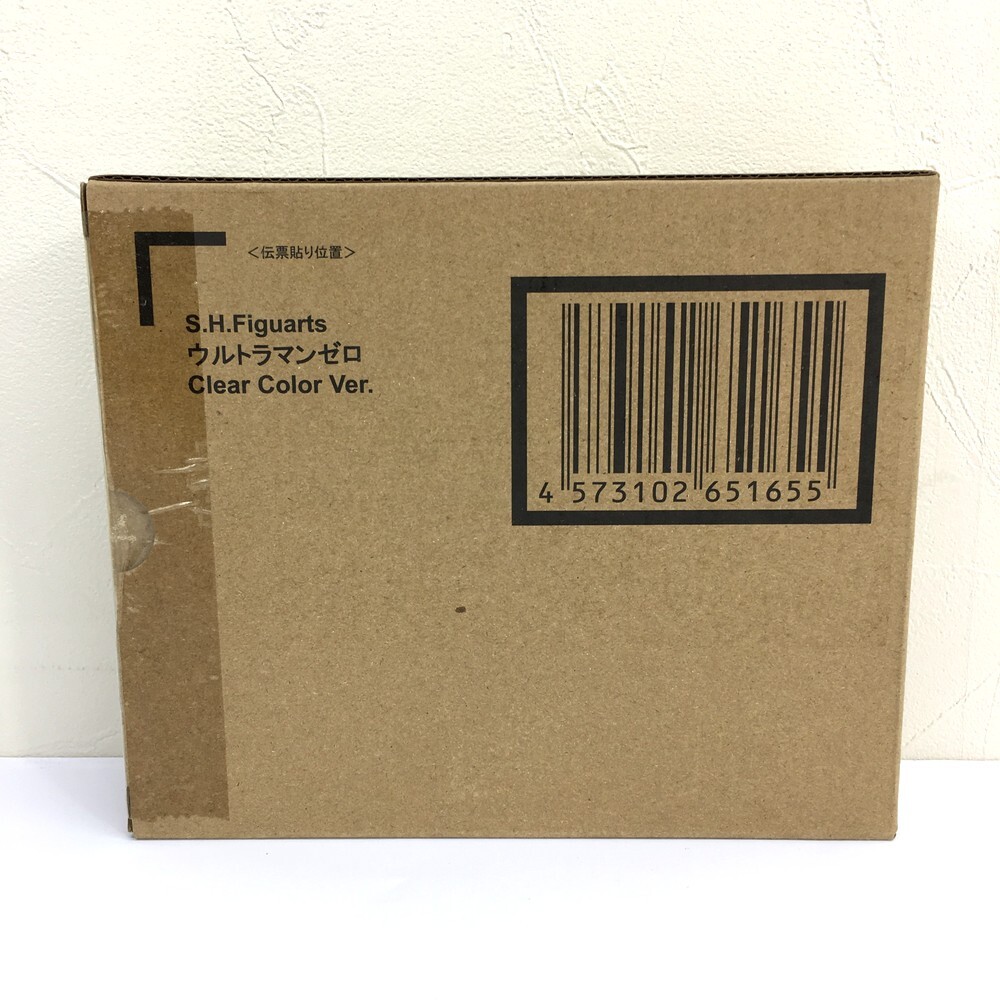 ＜伝票貼り位置＞
S.H.Figuarts
ウルトラマンゼロ
Clear Color Ver.
4 573102 651655